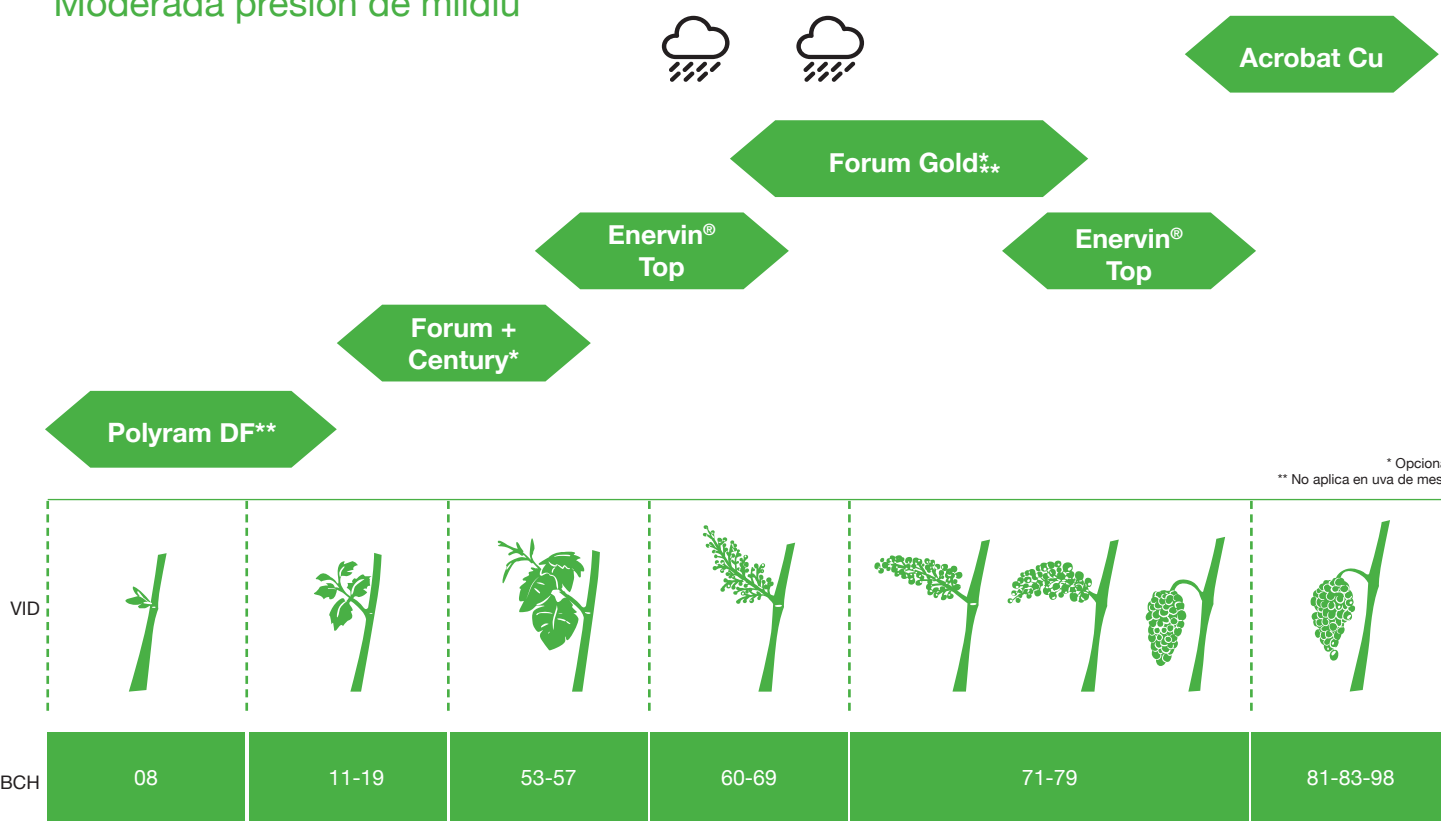 Moderada presión de mildiu
Acrobat Cu
Forum Gold***
Enervin®
Top
Enervin®
Top
Forum +
Century*
Polyram DF**
* Opciona
** No aplica en uva de mes
VID
BCH
08
11-19
53-57
60-69
71-79
81-83-98